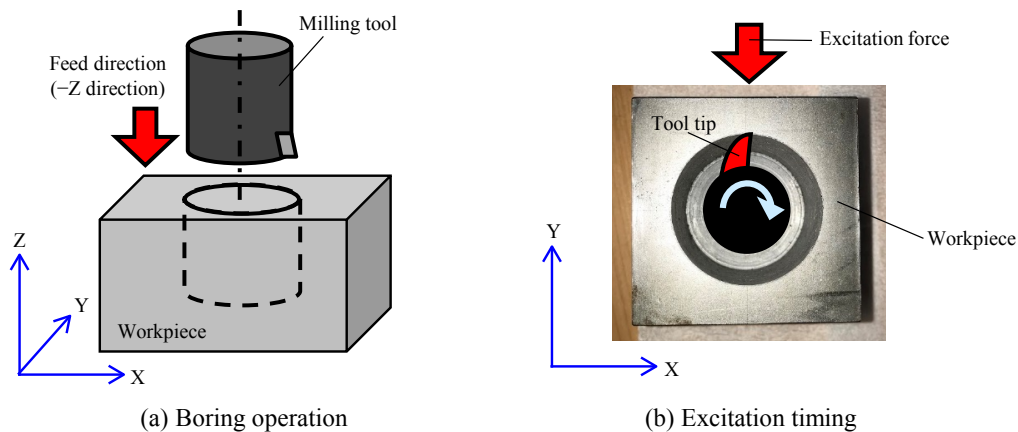 Milling tool
Feed direction
(−Z direction)
Z
Y
X
Workpiece
(a) Boring operation
Excitation force
Tool tip
Y
Workpiece
X
(b) Excitation timing